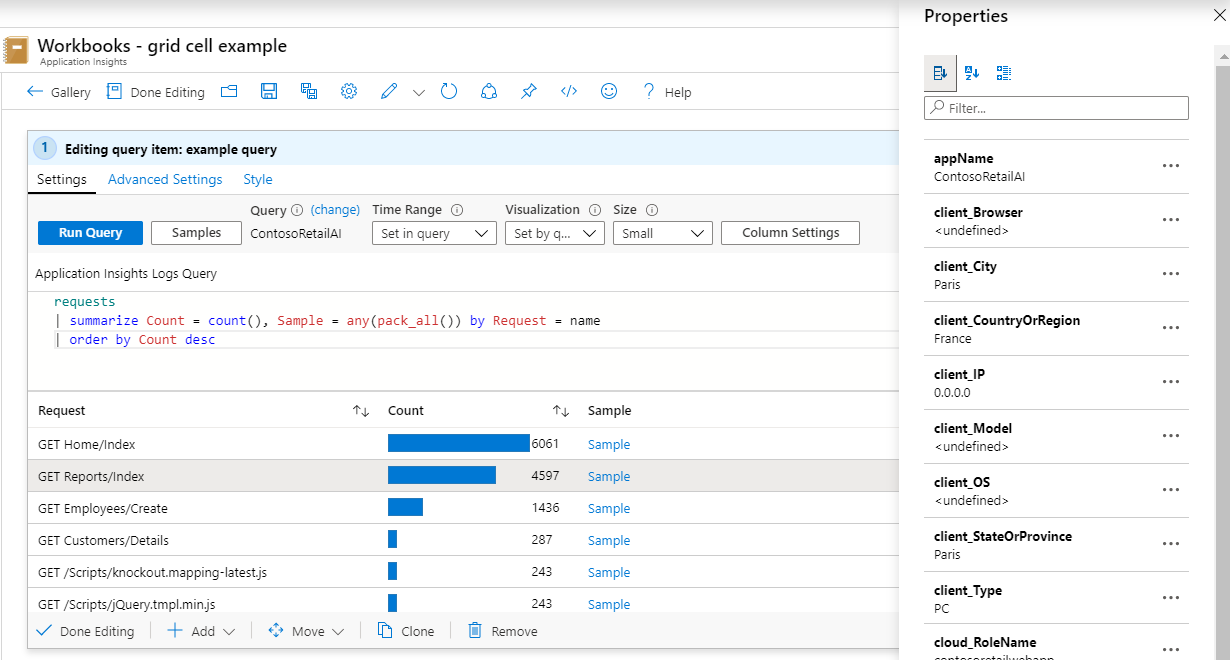 Workbooks - grid cell example
Application Insights
Gallery Done Editing Help
1 Editing query item: example query
Settings Advanced Settings Style
Query (change) Time Range Visualization Size
Run Query Samples ContosoRetailAI Set in query Set by q... Small Column Settings
Application Insights Logs Query
requests
| summarize Count = count(), Sample = any(pack_all()) by Request = name
| order by Count desc
Request Count Sample
GET Home/Index 6061 Sample
GET Reports/Index 4597 Sample
GET Employees/Create 1436 Sample
GET Customers/Details 287 Sample
GET /Scripts/knockout.mapping-latest.js 243 Sample
GET /Scripts/jQuery.tmpl.min.js 243 Sample
Done Editing Add Move Clone Remove
Properties
Filter...
appName
ContosoRetailAI
client_Browser
<undefined>
client_City
Paris
client_CountryOrRegion
France
client_IP
0.0.0.0
client_Model
<undefined>
client_OS
<undefined>
client_StateOrProvince
Paris
client_Type
PC
cloud_RoleName
contosoretailwebapp